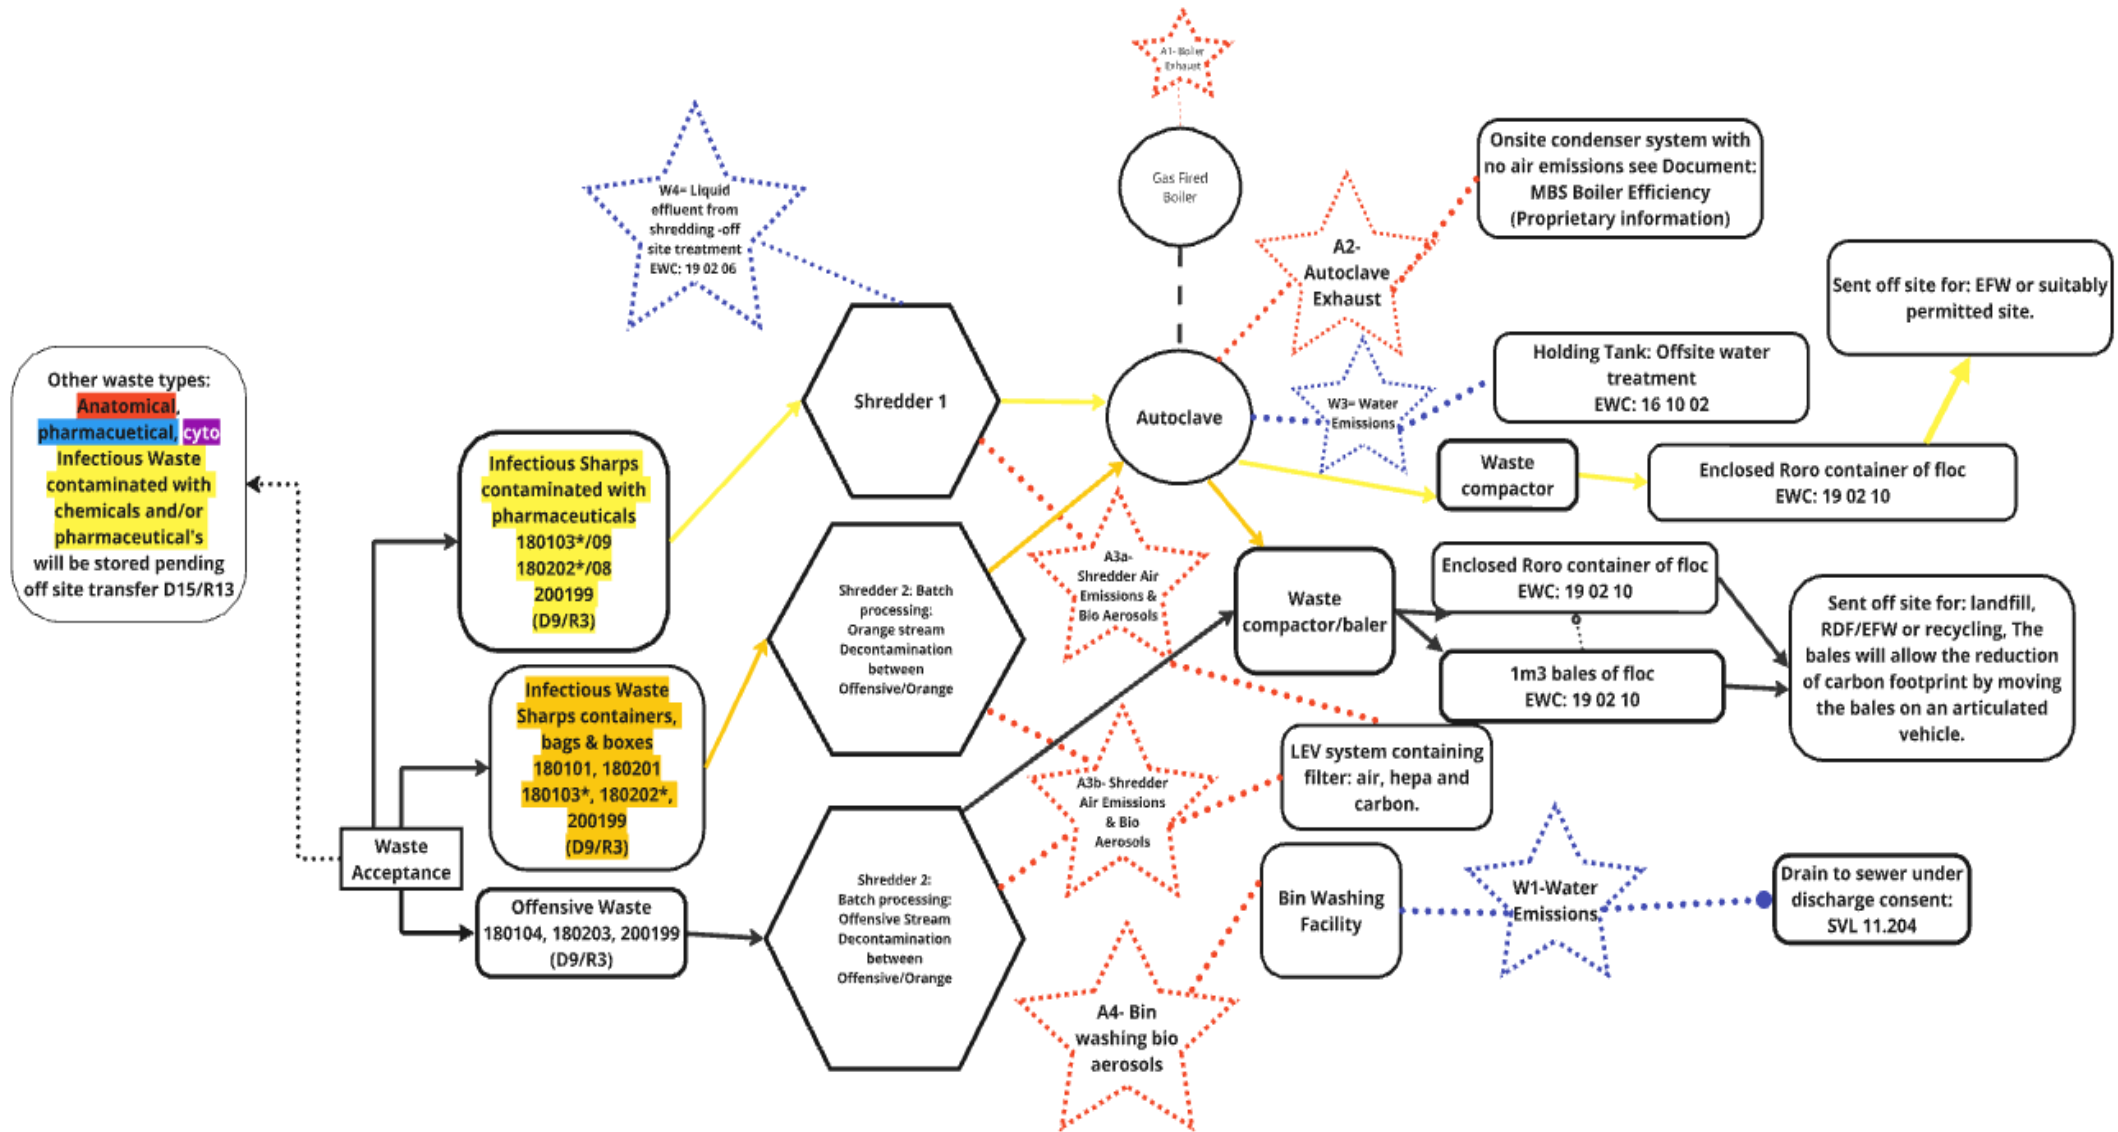 A1- Boiler
Exhaust
Gas Fired
Boiler
W4= Liquid
effluent from
shredding -off
site treatment
EWC: 19 02 06
A2-
Autoclave
Exhaust
Onsite condenser system with
no air emissions see Document:
MBS Boiler Efficiency
(Proprietary information)
Sent off site for: EFW or suitably
permitted site.
Other waste types:
Anatomical,
pharmacuetical, cyto
Infectious Waste
contaminated with
chemicals and/or
pharmaceutical's
will be stored pending
off site transfer D15/R13
Infectious Sharps
contaminated with
pharmaceuticals
180103*/09
180202*/08
200199
(D9/R3)
Shredder 1
Autoclave
W3= Water
Emissions
Holding Tank: Offsite water
treatment
EWC: 16 10 02
Waste
compactor
Enclosed Roro container of floc
EWC: 19 02 10
Infectious Waste
Sharps containers,
bags & boxes
180101, 180201
180103*, 180202*,
200199
(D9/R3)
Shredder 2: Batch
processing:
Orange stream
Decontamination
between
Offensive/Orange
A3a-
Shredder Air
Emissions &
Bio Aerosols
Waste
compactor/baler
Enclosed Roro container of floc
EWC: 19 02 10
1m3 bales of floc
EWC: 19 02 10
Sent off site for: landfill,
RDF/EFW or recycling, The
bales will allow the reduction
of carbon footprint by moving
the bales on an articulated
vehicle.
Waste
Acceptance
Offensive Waste
180104, 180203, 200199
(D9/R3)
Shredder 2:
Batch processing:
Offensive Stream
Decontamination
between
Offensive/Orange
A3b- Shredder
Air Emissions
& Bio
Aerosols
LEV system containing
filter: air, hepa and
carbon.
Bin Washing
Facility
W1-Water
Emissions
Drain to sewer under
discharge consent:
SVL 11.204
A4- Bin
washing bio
aerosols